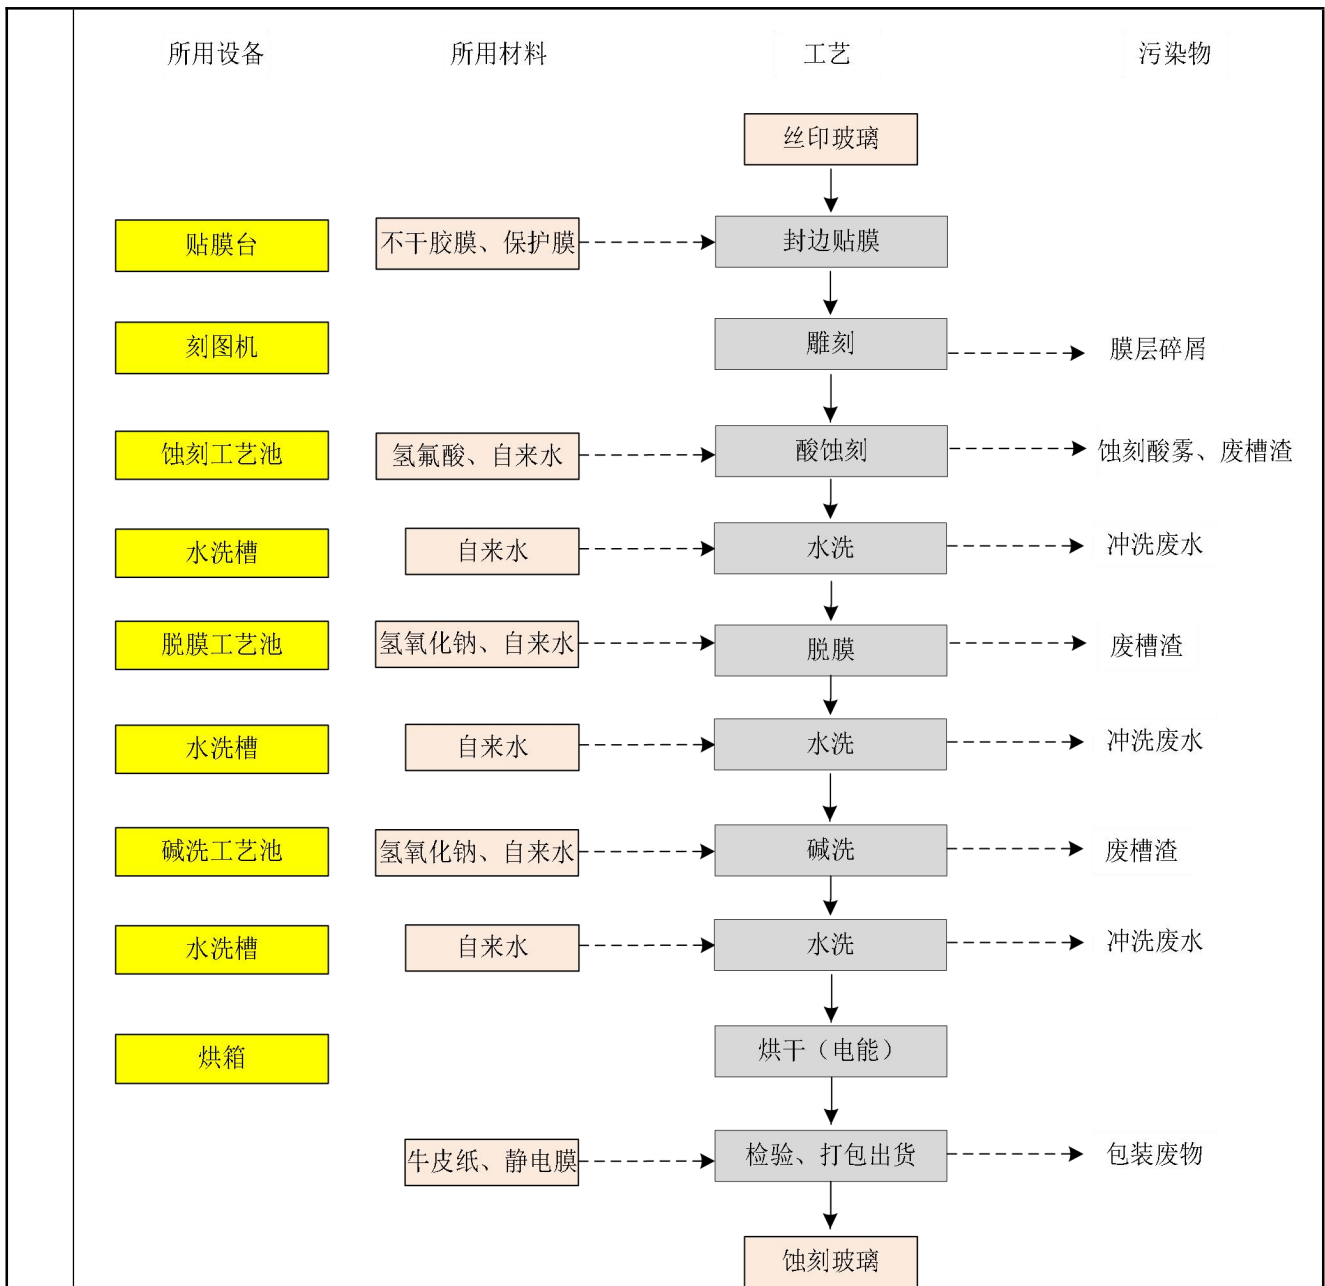 所用设备 所用材料 工艺 污染物
丝印玻璃
贴膜台 不干胶膜、保护膜 封边贴膜
刻图机 雕刻 膜层碎屑
蚀刻工艺池 氢氟酸、自来水 酸蚀刻 蚀刻酸雾、废槽渣
水洗槽 自来水 水洗 冲洗废水
脱膜工艺池 氢氧化钠、自来水 脱膜 废槽渣
水洗槽 自来水 水洗 冲洗废水
碱洗工艺池 氢氧化钠、自来水 碱洗 废槽渣
水洗槽 自来水 水洗 冲洗废水
烘箱 烘干（电能）
牛皮纸、静电膜 检验、打包出货 包装废物
蚀刻玻璃